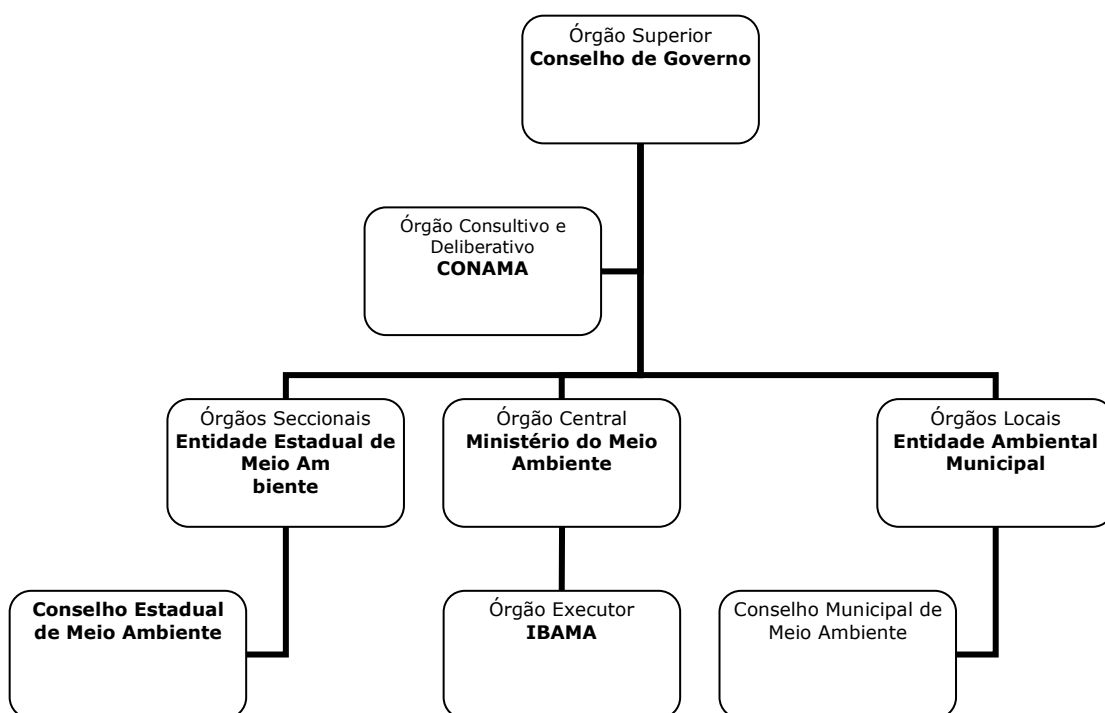 Órgão Superior
Conselho de Governo
Órgão Consultivo e
Deliberativo
CONAMA
Órgãos Seccionais
Entidade Estadual de
Meio Am
biente
Órgão Central
Ministério do Meio
Ambiente
Órgãos Locais
Entidade Ambiental
Municipal
Conselho Estadual
de Meio Ambiente
Órgão Executor
IBAMA
Conselho Municipal de
Meio Ambiente